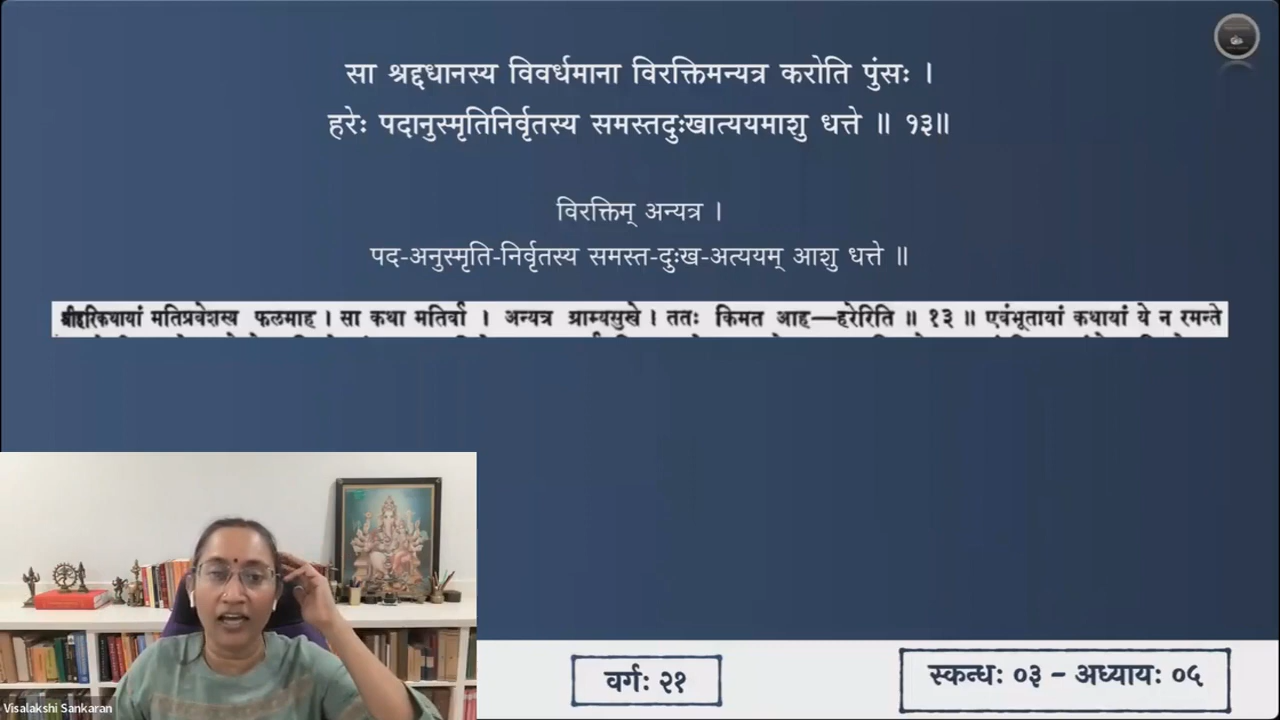 सा श्रद्दधानस्य विवर्धमाना विरक्तिमन्यत्र करोति पुंसः ।
हरेः पदानुस्मृतिनिर्वृतस्य समस्तदुःखात्ययमाशु धत्ते ॥ १३॥
विरक्तिम् अन्यत्र ।
पद-अनुस्मृति-निर्वृतस्य समस्त-दुःख-अत्ययम् आशु धत्ते ॥
श्रीहरिकथायां मतिप्रवेशस्य फलमाह । सा कथा मतिर्वा । अन्यत्र ग्राम्यसुखे । ततः किमत आह—हरेरिति ॥ १३ ॥ एवंभूतायां कथायां ये न रमन्ते
Visalakshi Sankaran
वर्गः २१
स्कन्धः ०३ - अध्यायः ०५